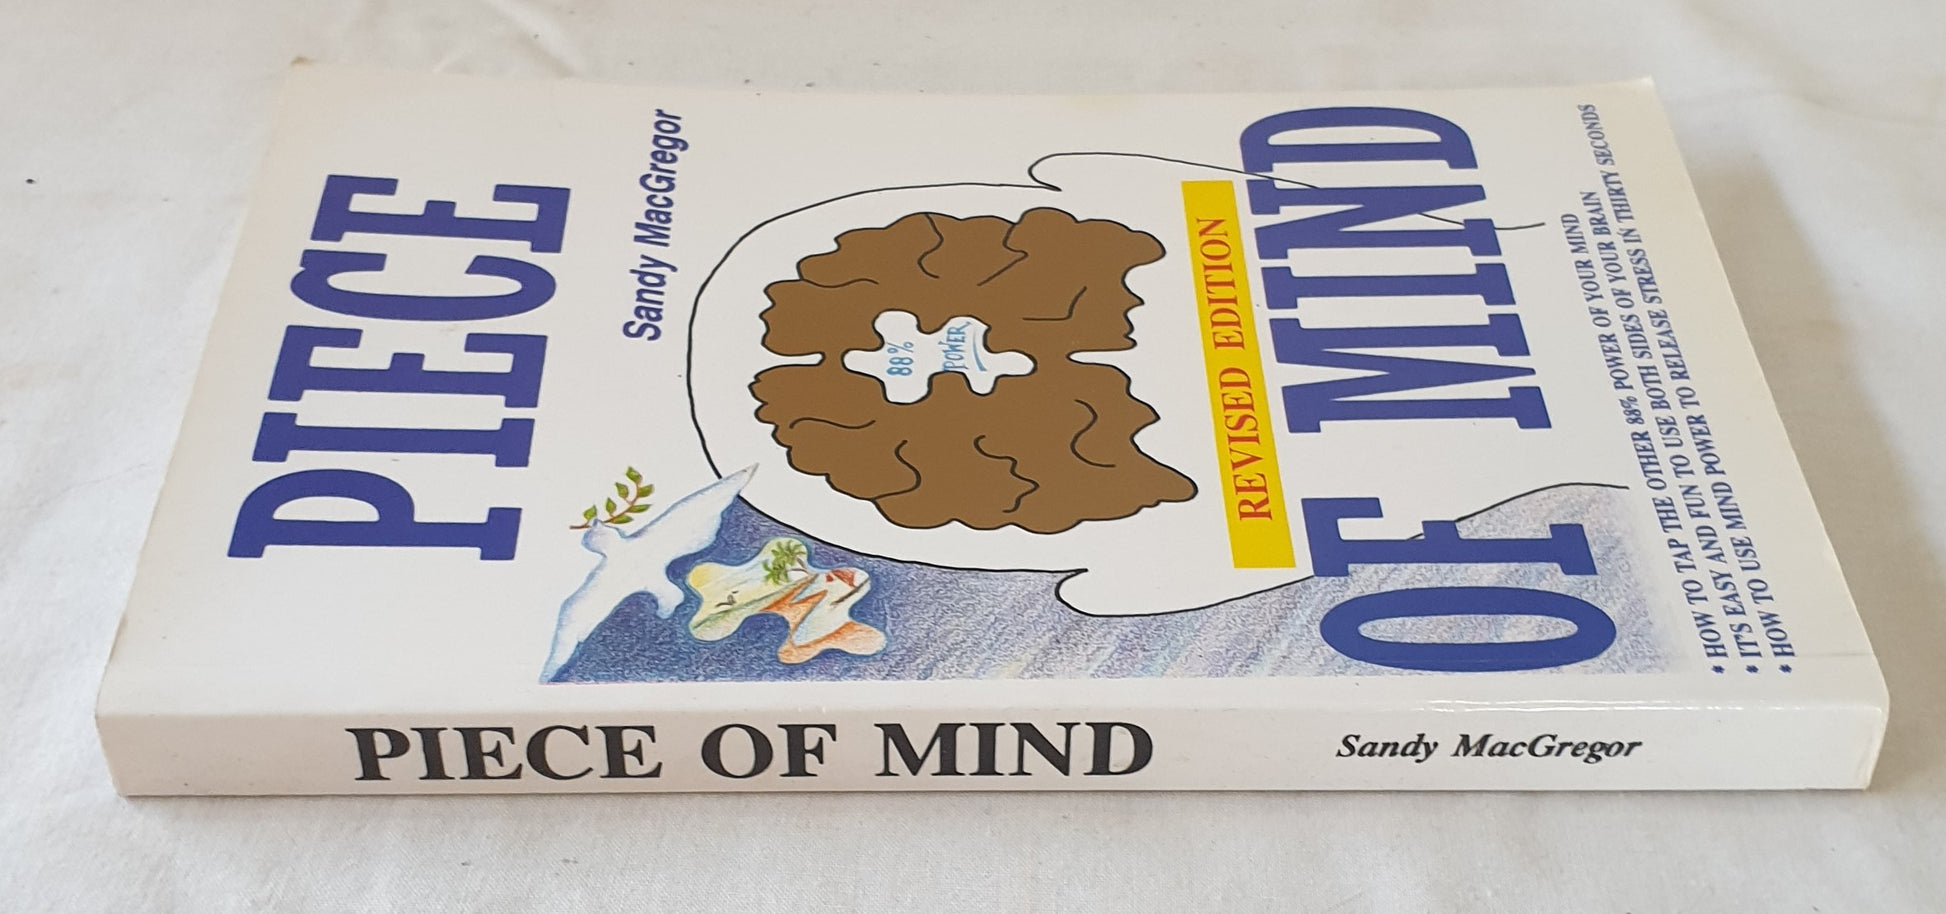 PIECE
Sandy MacGregor
88%
POWER
REVISED EDITION
OF MIND
* HOW TO TAP THE OTHER 88% POWER OF YOUR MIND
* IT'S EASY AND FUN TO USE BOTH SIDES OF YOUR BRAIN
* HOW TO USE MIND POWER TO RELEASE STRESS IN THIRTY SECONDS
PIECE OF MIND
Sandy MacGregor